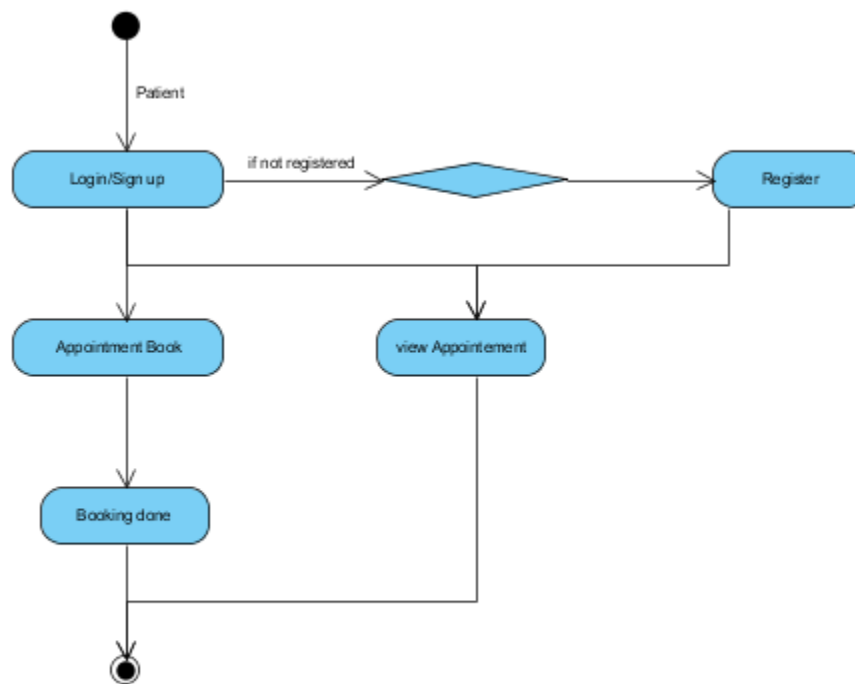 Patient
Login/Sign up
if not registered
Register
Appointment Book
view Appointement
Booking done